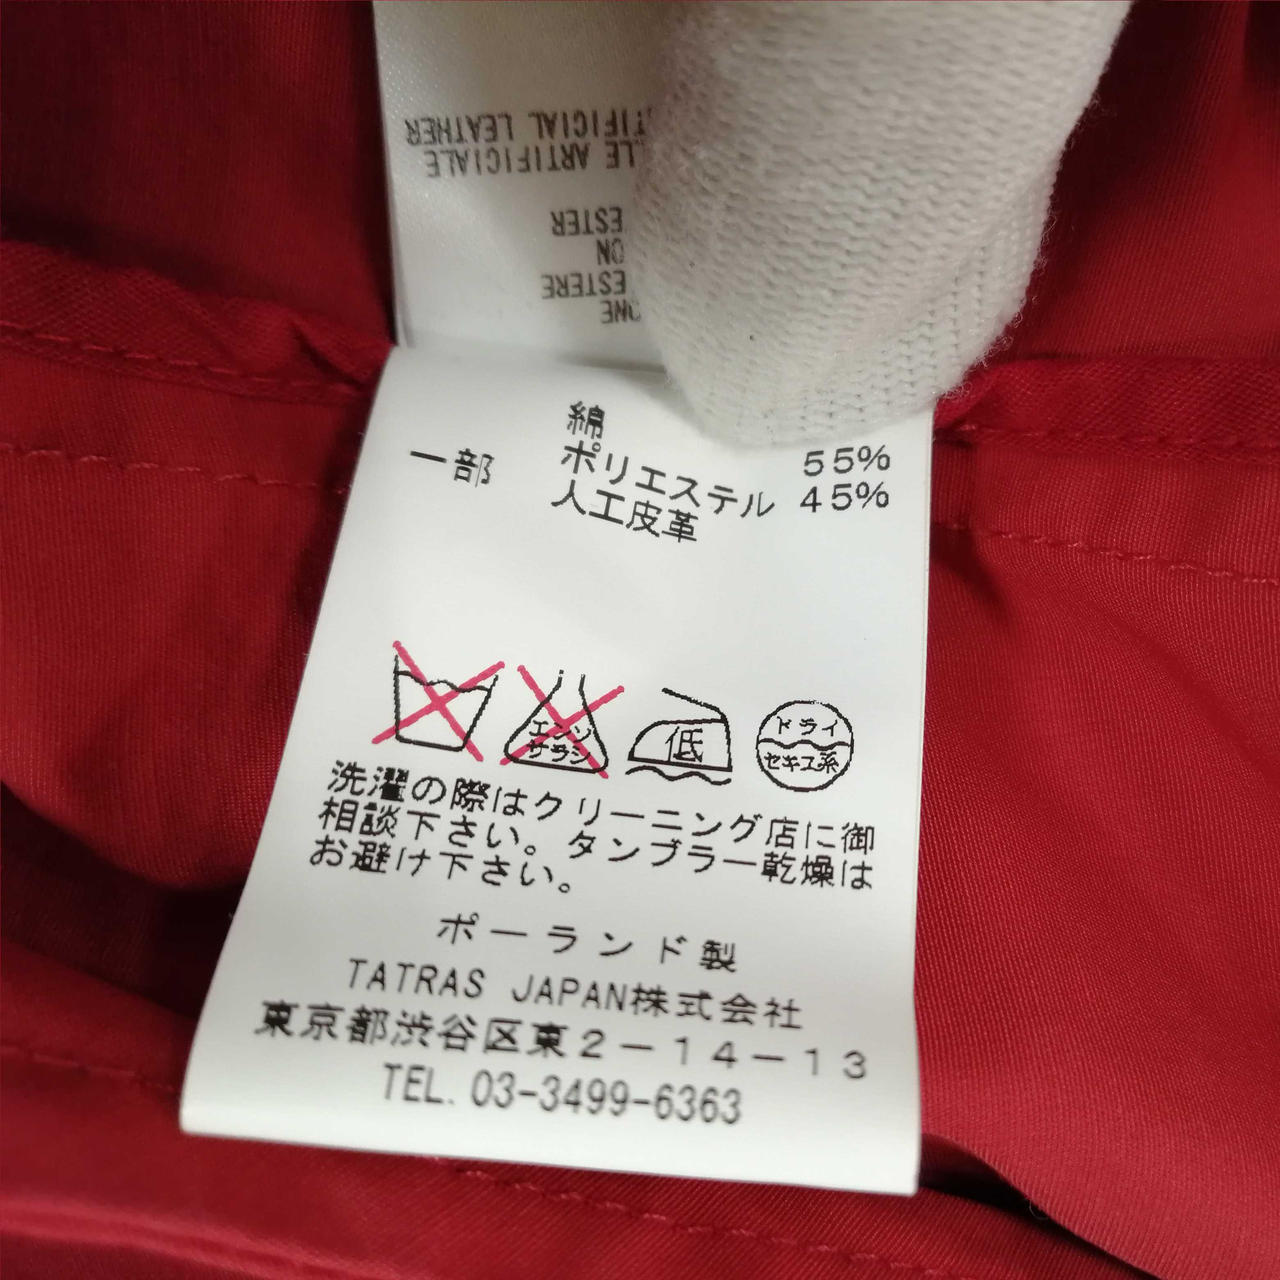 TIFICIAL LEATHER
LLE ARTIFICIALE
ESTER
ON
ESTERE
ONE
綿 55%
ポリエステル 45%
一部 人工皮革
エンソ
サラシ
低
ドライ
セキユ系
洗濯の際はクリーニング店に御
相談下さい。タンブラー乾燥は
お避け下さい。
ポーランド製
TATRAS JAPAN株式会社
東京都渋谷区東2-14-13
TEL. 03-3499-6363